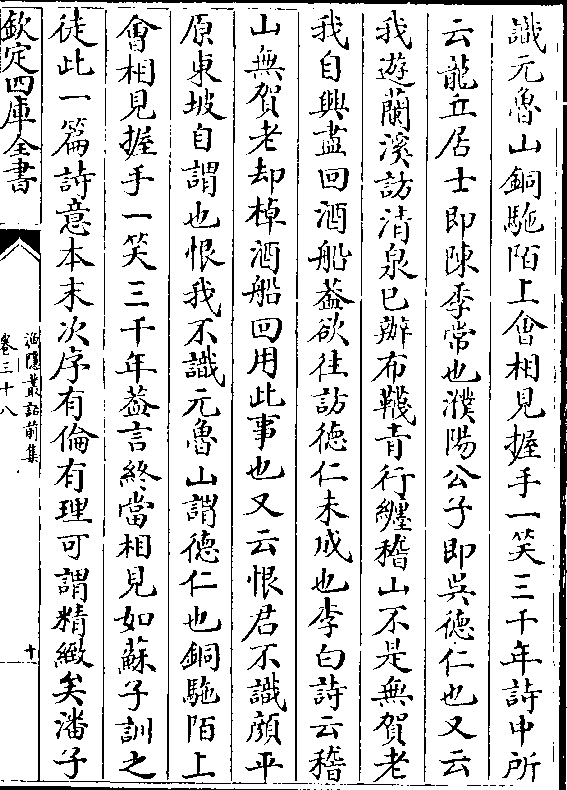 識元魯山銅駞陌上會相見握手一笑三千年詩中所
云龍丘居士即陳季常也濮陽公子即吳德仁也又云
我遊蘭溪訪清泉已辦布韈青行纏稽山不是無賀老
我自興盡回酒船葢欲往訪德仁未成也李白詩云稽
山無賀老却棹酒船回用此事也又云恨君不識顔平
原東坡自謂也恨我不識元魯山謂德仁也銅駞陌上
會相見握手一笑三千年葢言終當相見如蘇子訓之
徒此一篇詩意本末次序有倫有理可謂精緻矣潘子
欽定四庫全書
漁隱叢話前集
卷三十八
十